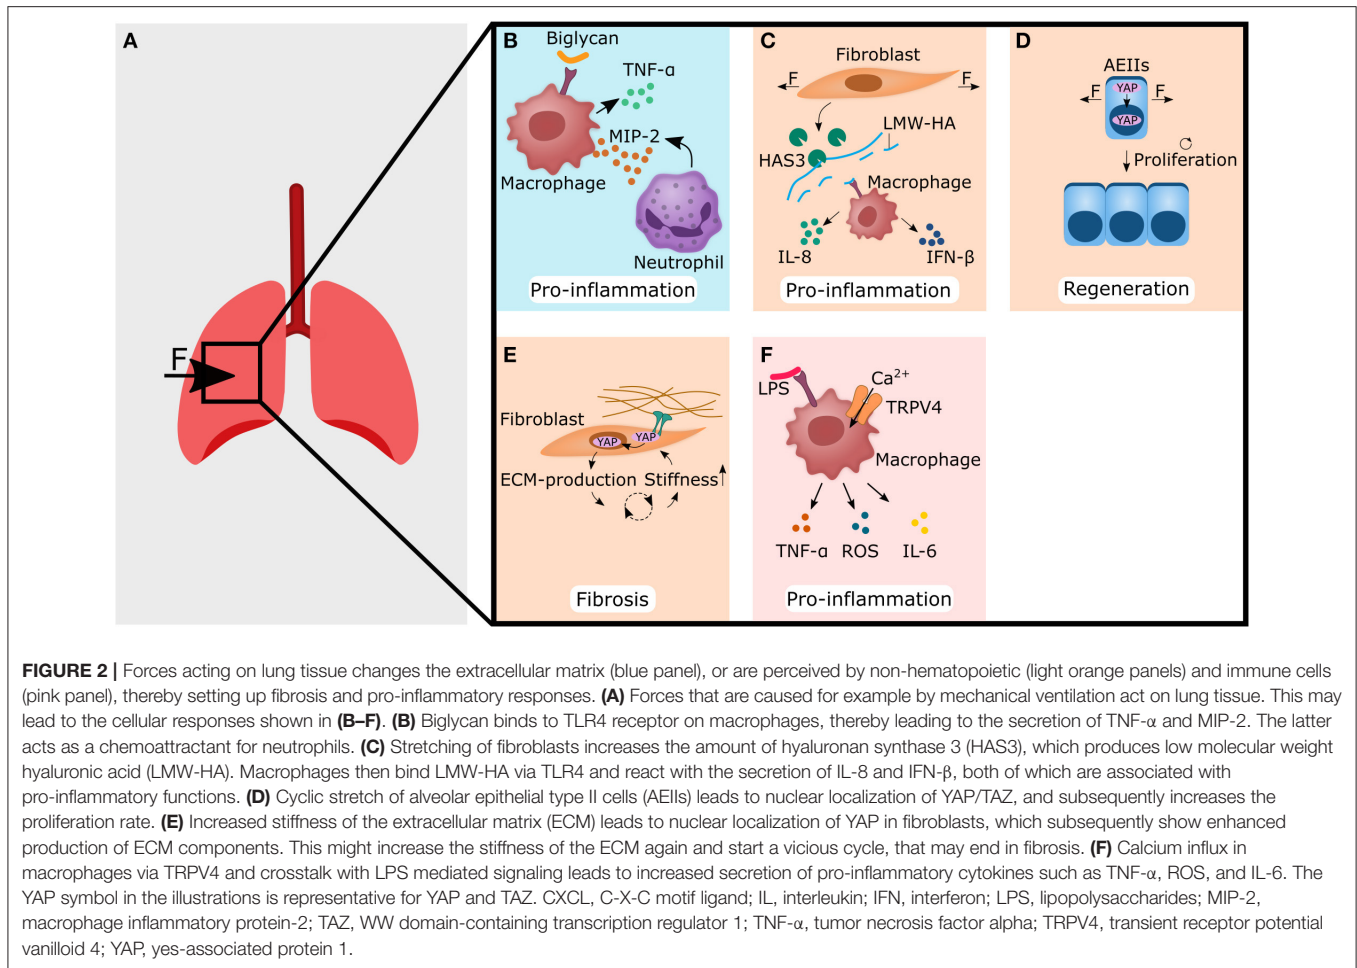 A
F
B
Biglycan
TNF-α
MIP-2
Macrophage
Neutrophil
Pro-inflammation
C
Fibroblast
F
F
LMW-HA
HAS3
Macrophage
IL-8
IFN-β
Pro-inflammation
D
AEIIs
F
YAP
F
YAP
Proliferation
Regeneration
E
Fibroblast
YAP
YAP
ECM-production
Stiffness
Fibrosis
F
LPS
Ca²⁺
TRPV4
Macrophage
TNF-α
ROS
IL-6
Pro-inflammation
FIGURE 2 | Forces acting on lung tissue changes the extracellular matrix (blue panel), or are perceived by non-hematopoietic (light orange panels) and immune cells
(pink panel), thereby setting up fibrosis and pro-inflammatory responses. (A) Forces that are caused for example by mechanical ventilation act on lung tissue. This may
lead to the cellular responses shown in (B–F). (B) Biglycan binds to TLR4 receptor on macrophages, thereby leading to the secretion of TNF-α and MIP-2. The latter
acts as a chemoattractant for neutrophils. (C) Stretching of fibroblasts increases the amount of hyaluronan synthase 3 (HAS3), which produces low molecular weight
hyaluronic acid (LMW-HA). Macrophages then bind LMW-HA via TLR4 and react with the secretion of IL-8 and IFN-β, both of which are associated with
pro-inflammatory functions. (D) Cyclic stretch of alveolar epithelial type II cells (AEIIs) leads to nuclear localization of YAP/TAZ, and subsequently increases the
proliferation rate. (E) Increased stiffness of the extracellular matrix (ECM) leads to nuclear localization of YAP in fibroblasts, which subsequently show enhanced
production of ECM components. This might increase the stiffness of the ECM again and start a vicious cycle, that may end in fibrosis. (F) Calcium influx in
macrophages via TRPV4 and crosstalk with LPS mediated signaling leads to increased secretion of pro-inflammatory cytokines such as TNF-α, ROS, and IL-6. The
YAP symbol in the illustrations is representative for YAP and TAZ. CXCL, C-X-C motif ligand; IL, interleukin; IFN, interferon; LPS, lipopolysaccharides; MIP-2,
macrophage inflammatory protein-2; TAZ, WW domain-containing transcription regulator 1; TNF-α, tumor necrosis factor alpha; TRPV4, transient receptor potential
vanilloid 4; YAP, yes-associated protein 1.